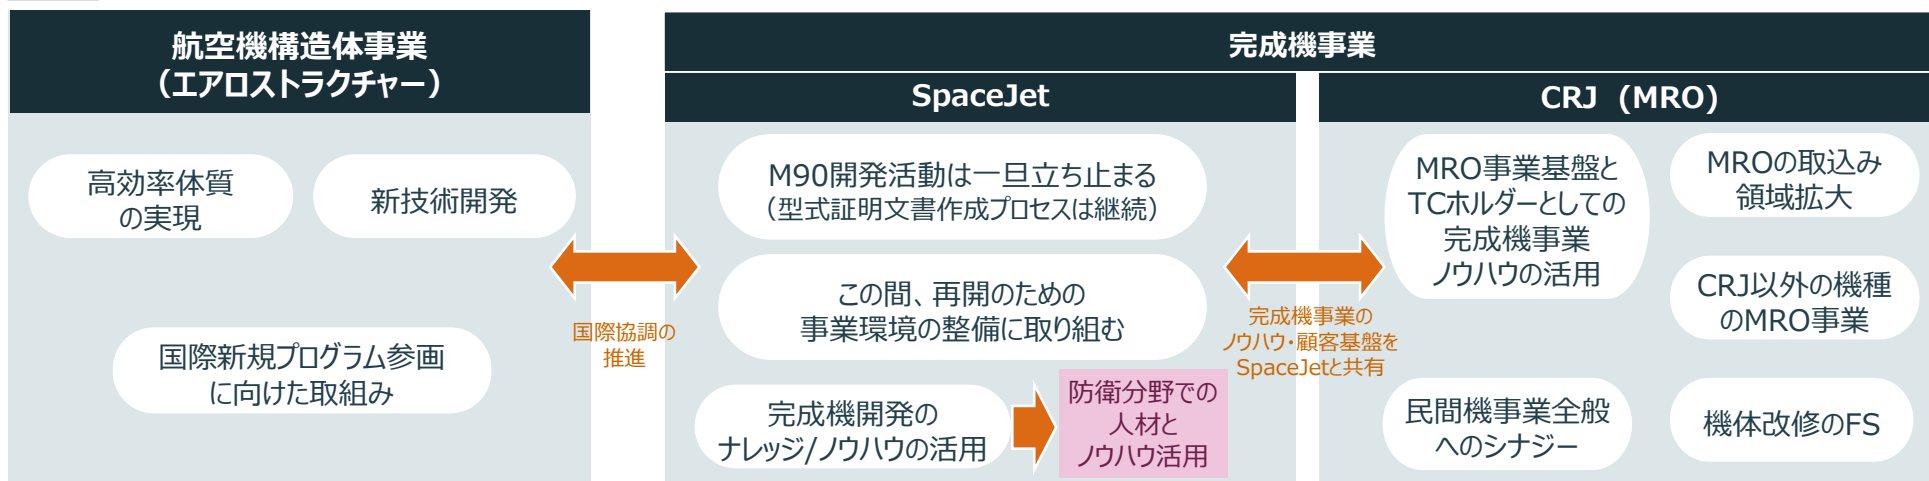 航空機構造体事業
（エアロストラクチャー）
高効率体質
の実現
新技術開発
国際新規プログラム参画
に向けた取組み
国際協調の
推進
完成機事業
SpaceJet
M90開発活動は一旦立ち止まる
（型式証明文書作成プロセスは継続）
この間、再開のための
事業環境の整備に取り組む
完成機開発の
ナレッジ/ノウハウの活用
防衛分野での
人材と
ノウハウ活用
完成機事業の
ノウハウ・顧客基盤を
SpaceJetと共有
CRJ（MRO）
MRO事業基盤と
TCホルダーとしての
完成機事業
ノウハウの活用
MROの取込み
領域拡大
CRJ以外の機種
のMRO事業
民間機事業全般
へのシナジー
機体改修のFS